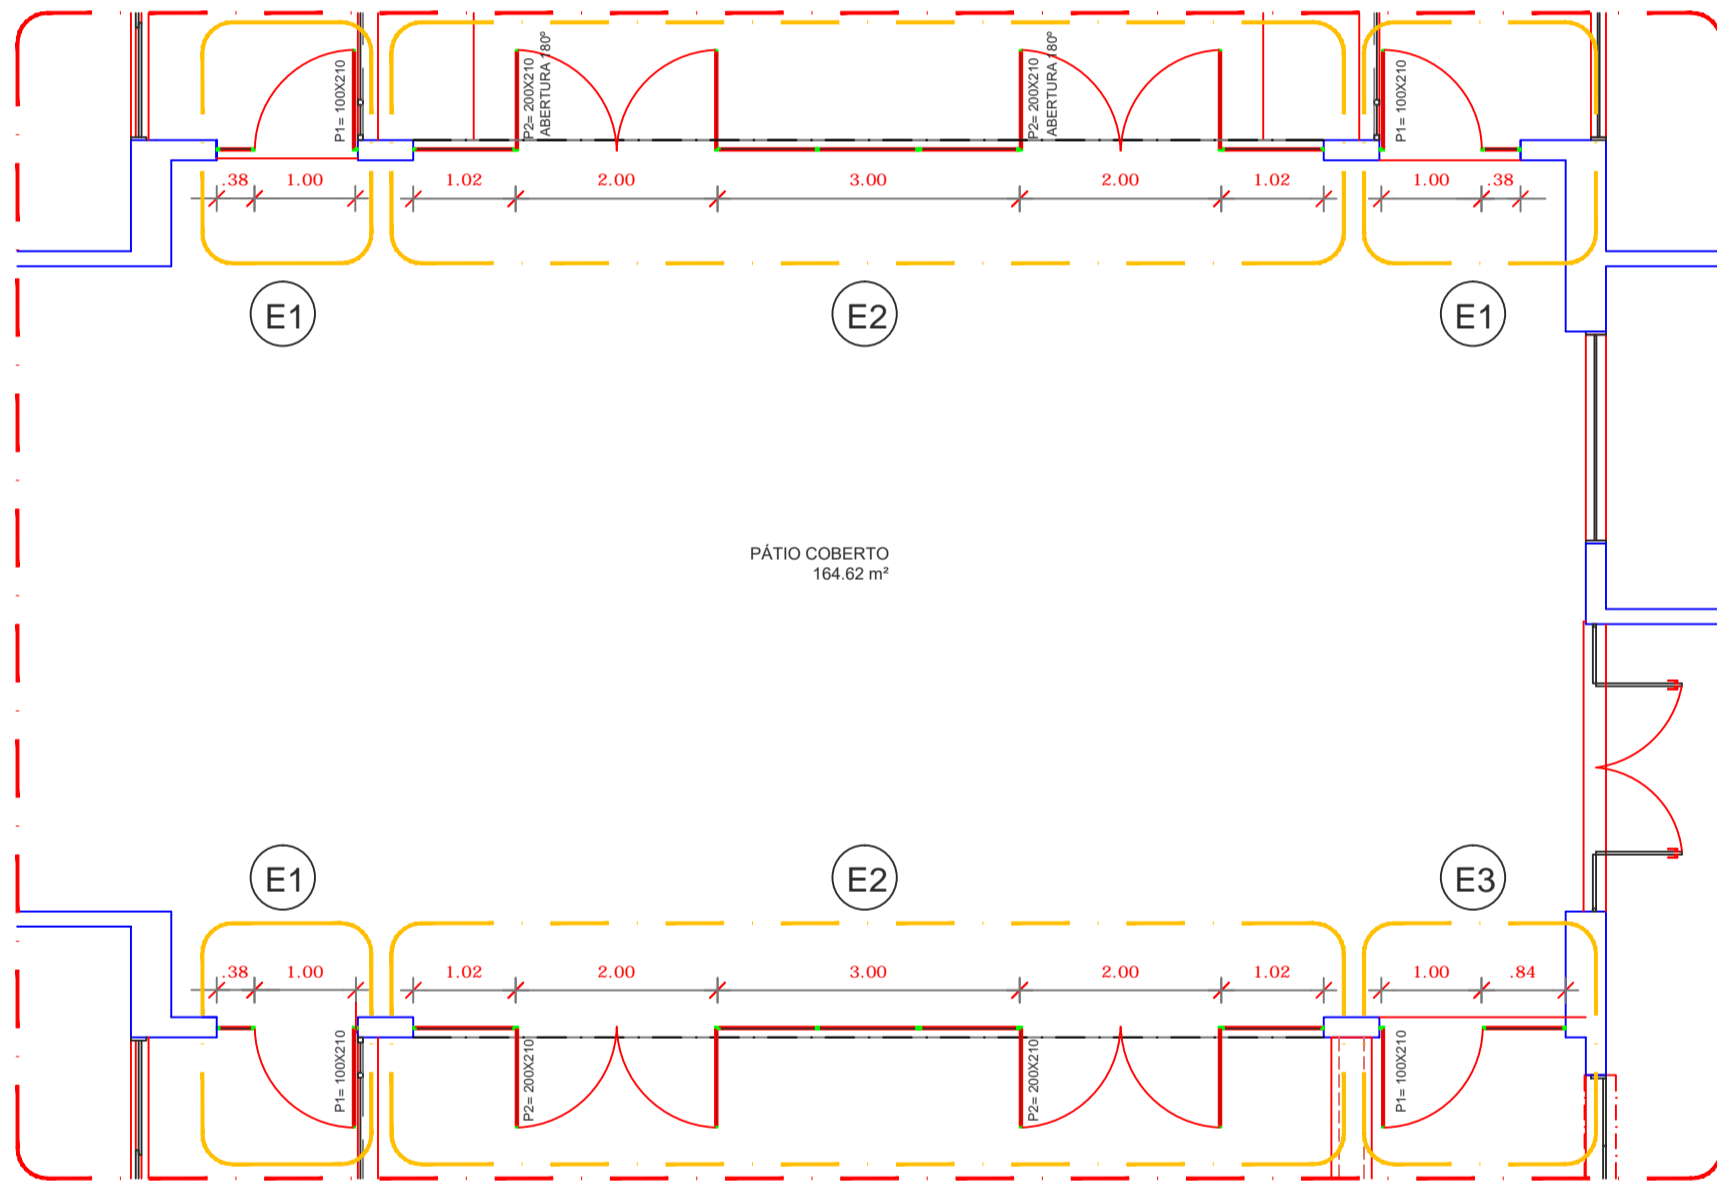 P1= 100X210
P2= 200X210
ABERTURA 180º
P2= 200X210
ABERTURA 180º
P1= 100X210
.38
1.00
1.02
2.00
3.00
2.00
1.02
1.00
.38
E1
E2
E1
PÁTIO COBERTO
164.62 m²
E1
E2
E3
.38
1.00
1.02
2.00
3.00
2.00
1.02
1.00
.84
P1= 100X210
P2= 200X210
P2= 200X210
P1= 100X210